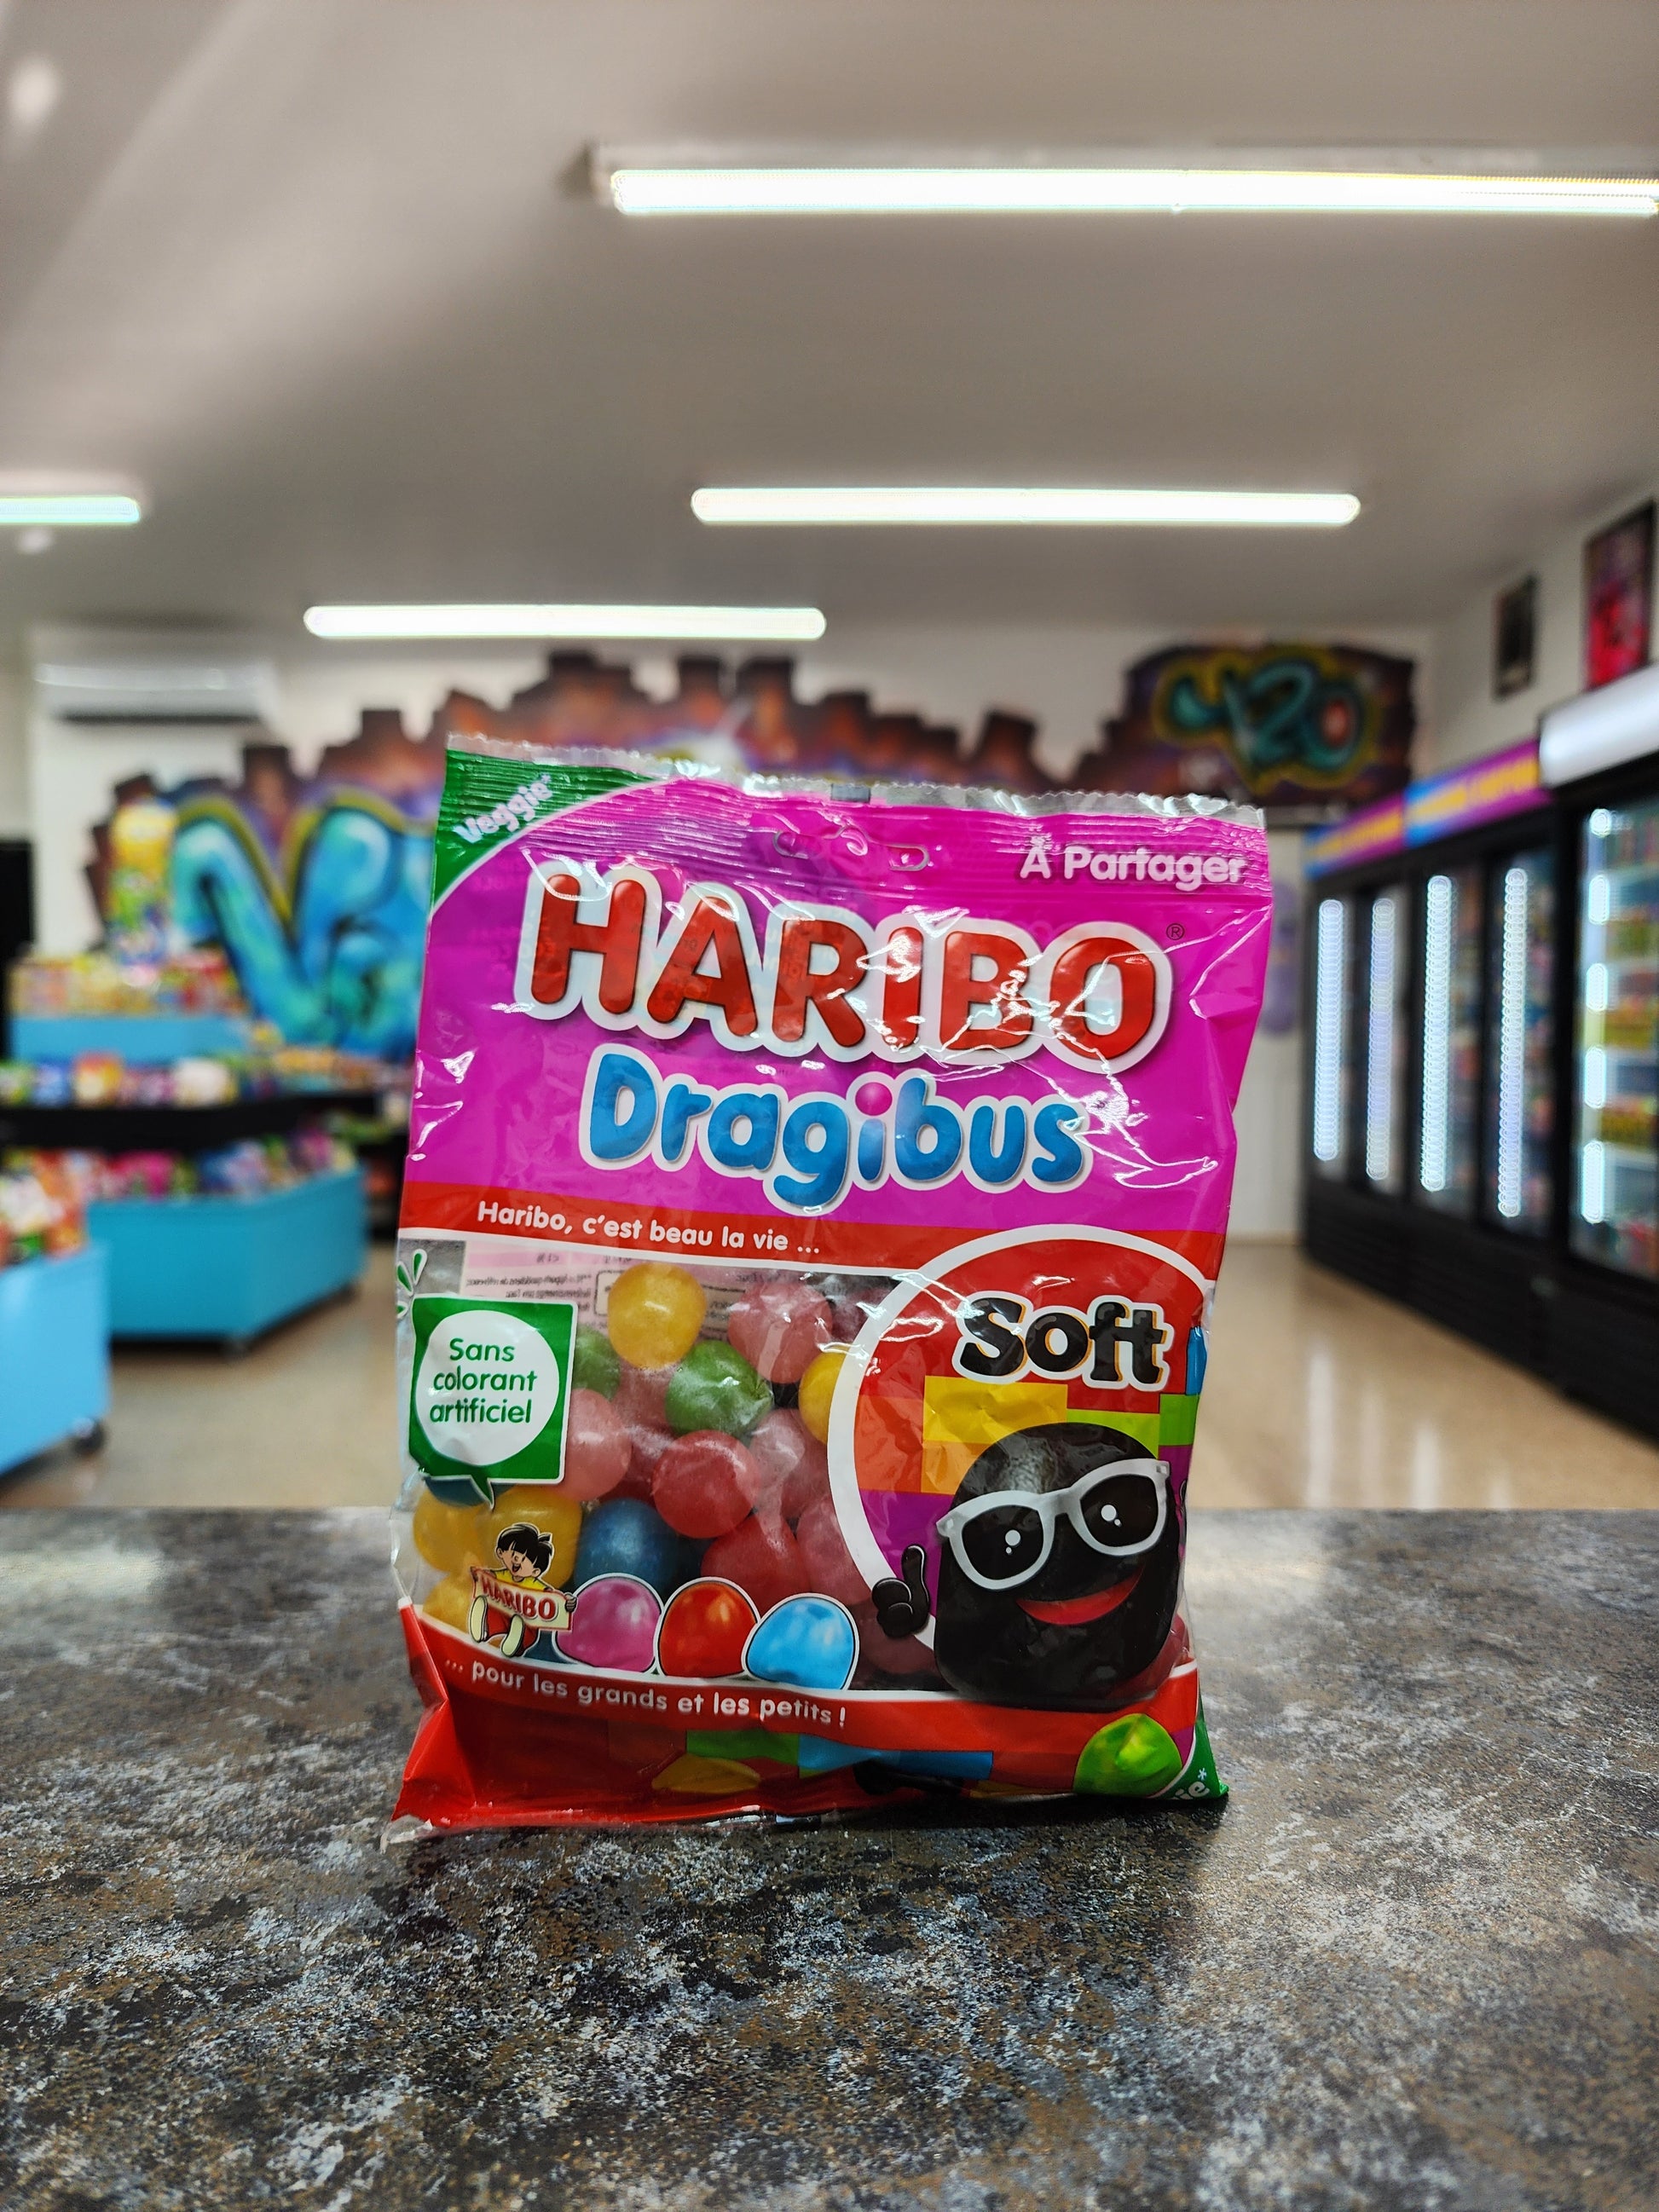 420
Veggie*
À Partager
HARIBO®
Dragibus
Haribo, c'est beau la vie ...
Soft
Sans
colorant
artificiel
HARIBO
... pour les grands et les petits !